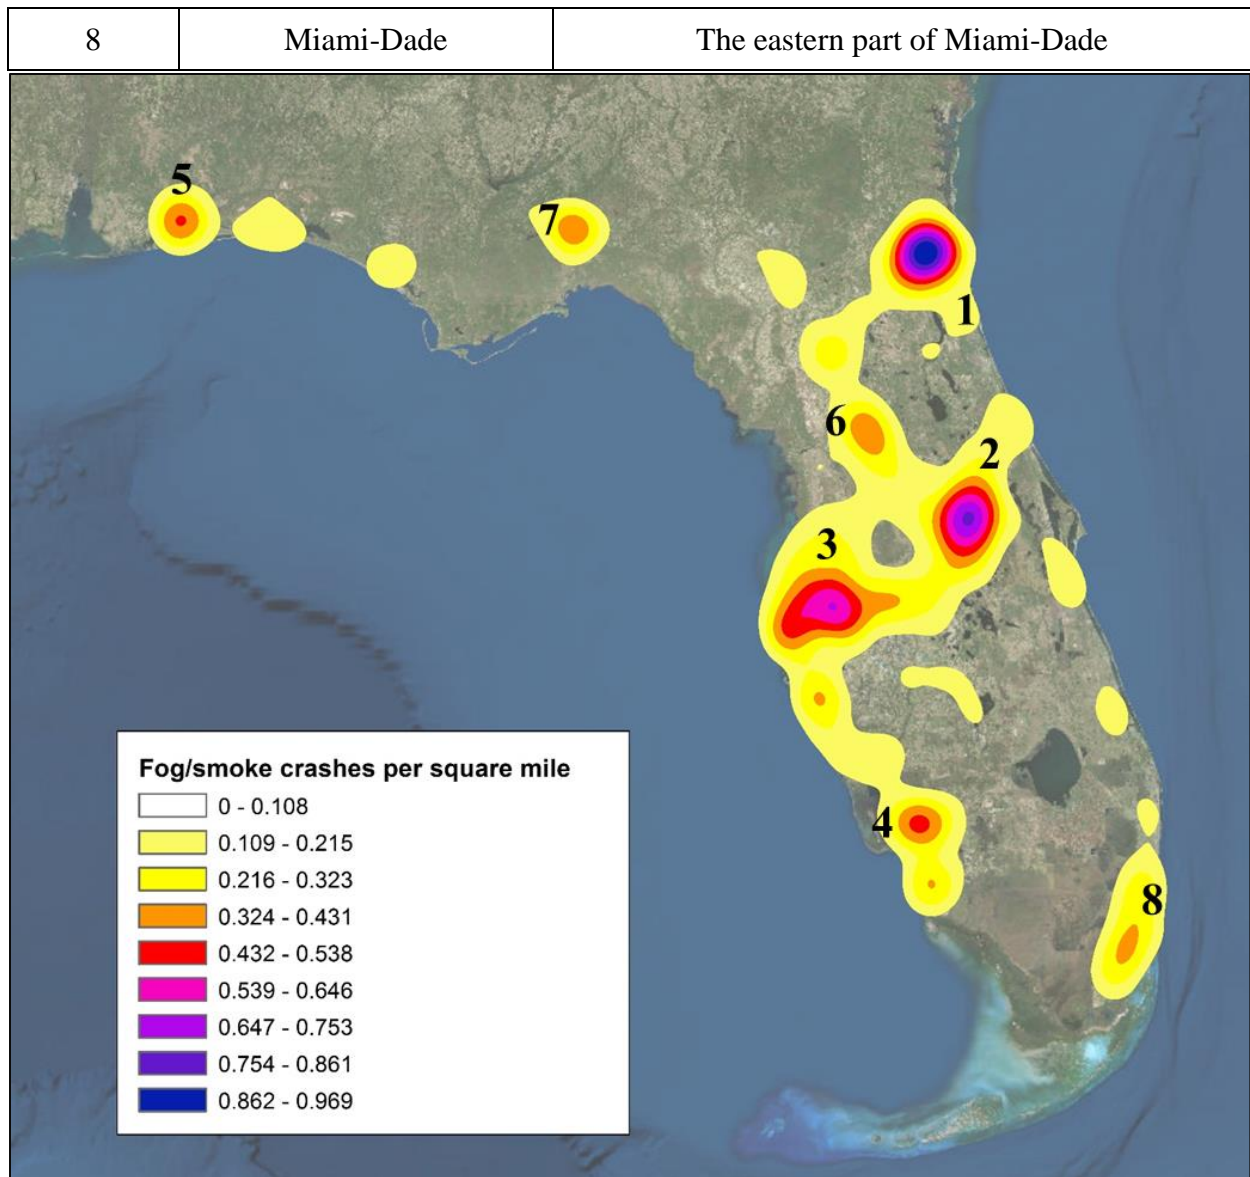 8 Miami-Dade The eastern part of Miami-Dade
5
7
1
6
2
3
4
8
Fog/smoke crashes per square mile
0 - 0.108
0.109 - 0.215
0.216 - 0.323
0.324 - 0.431
0.432 - 0.538
0.539 - 0.646
0.647 - 0.753
0.754 - 0.861
0.862 - 0.969